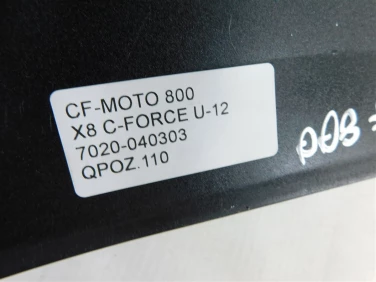 CF-MOTO 800
X8 C-FORCE U-12
7020-040303
QPOZ.110